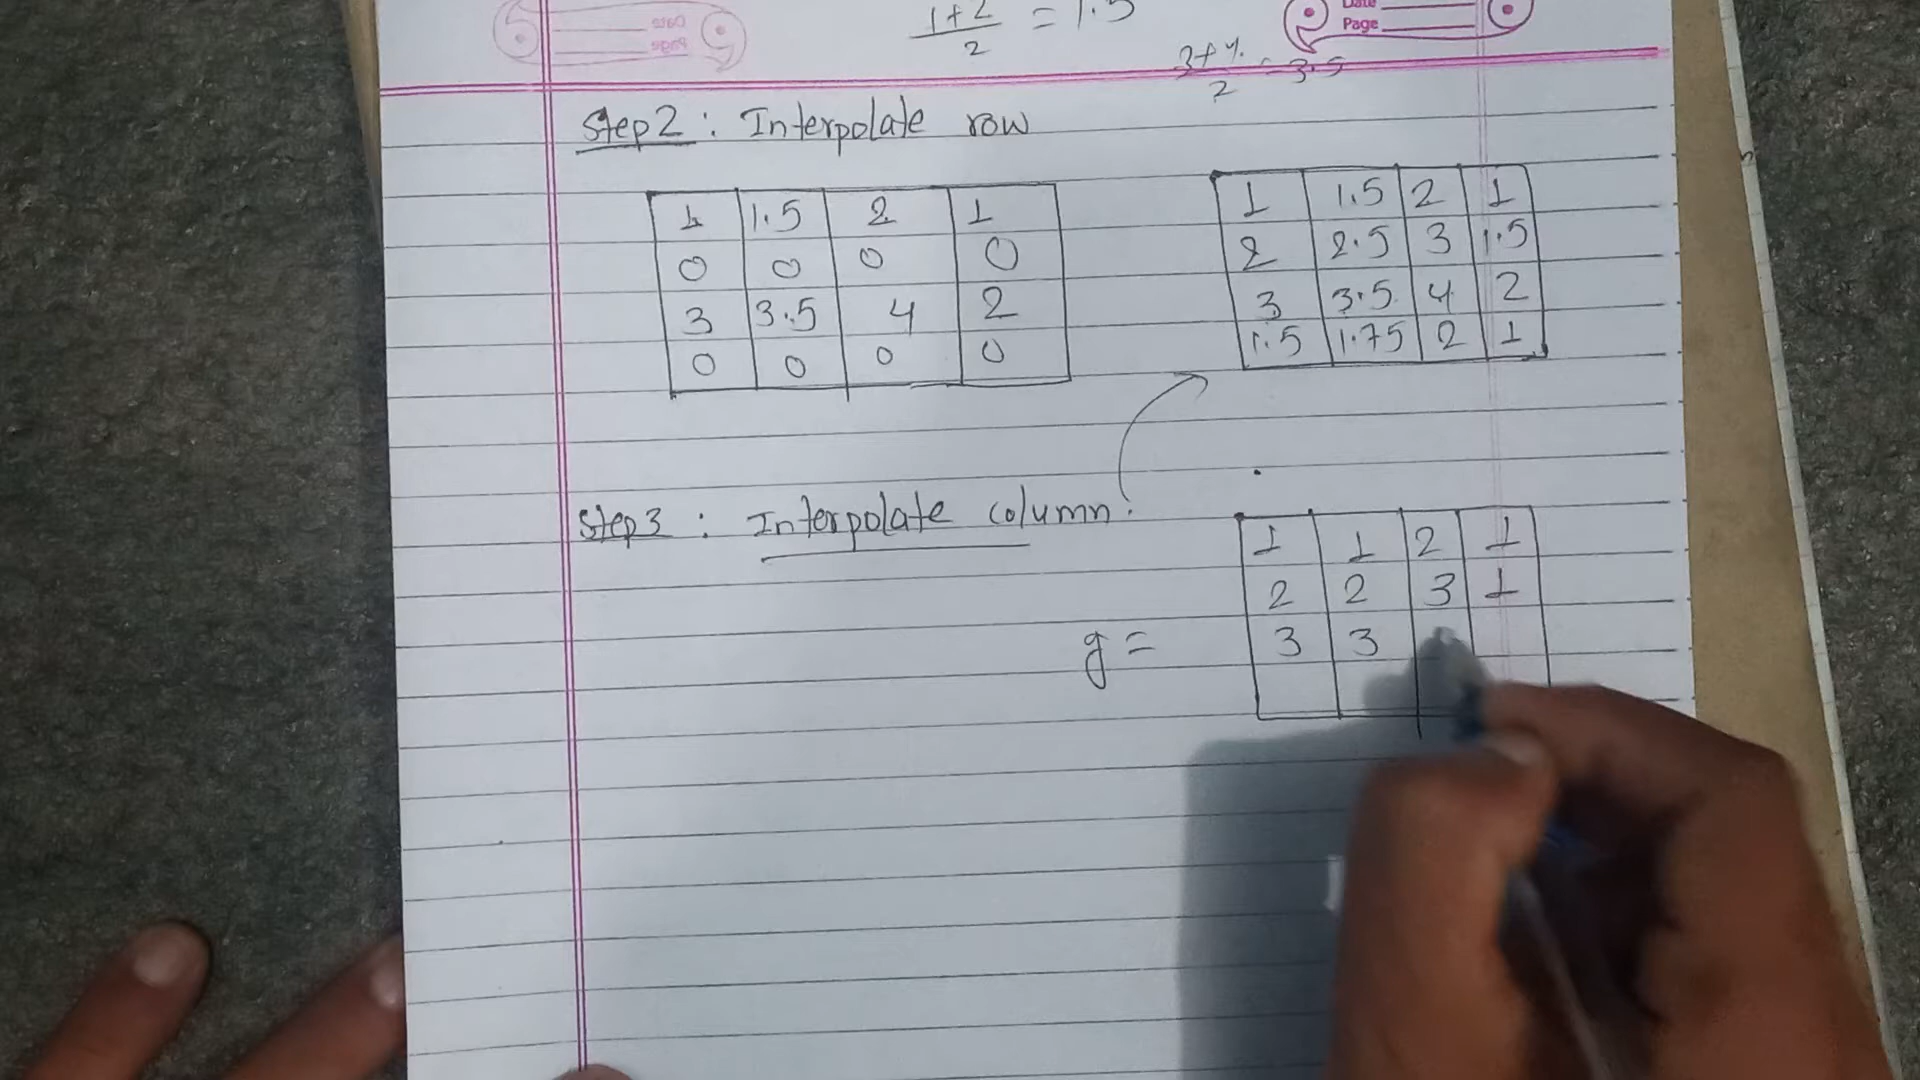 1+2
2
= 1.5
Date
Page
3+4
2
= 3.5
Step 2 : Interpolate row
1 1.5 2 1
0 0 0 0
3 3.5 4 2
0 0 0 0
1 1.5 2 1
2 2.5 3 1.5
3 3.5 4 2
1.5 1.75 2 1
Step 3 : Interpolate column.
g =
1 1 2 1
2 2 3 1
3 3